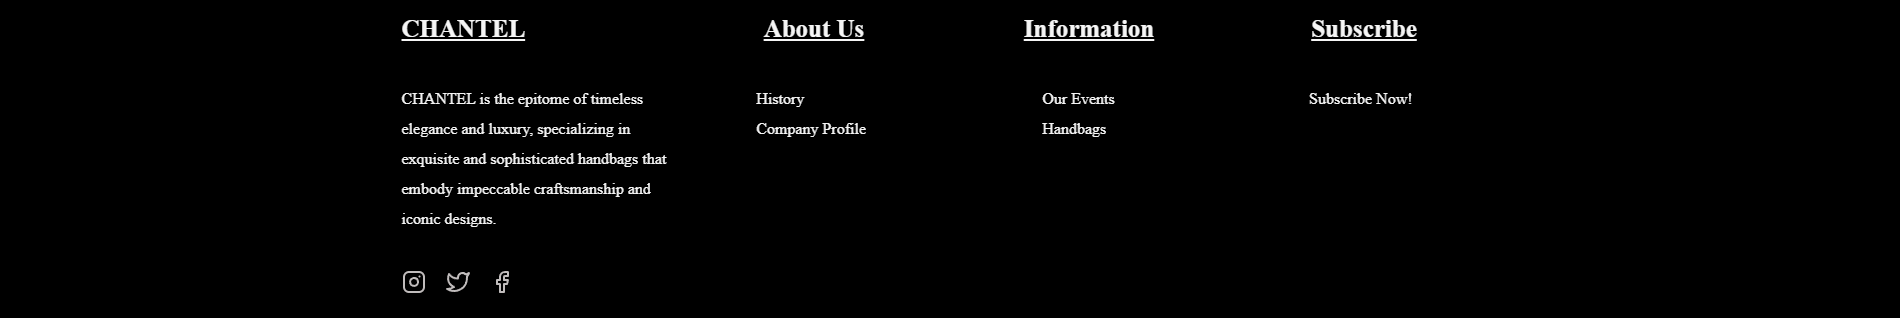 CHANTEL
CHANTEL is the epitome of timeless
elegance and luxury, specializing in
exquisite and sophisticated handbags that
embody impeccable craftsmanship and
iconic designs.
About Us
History
Company Profile
Information
Our Events
Handbags
Subscribe
Subscribe Now!